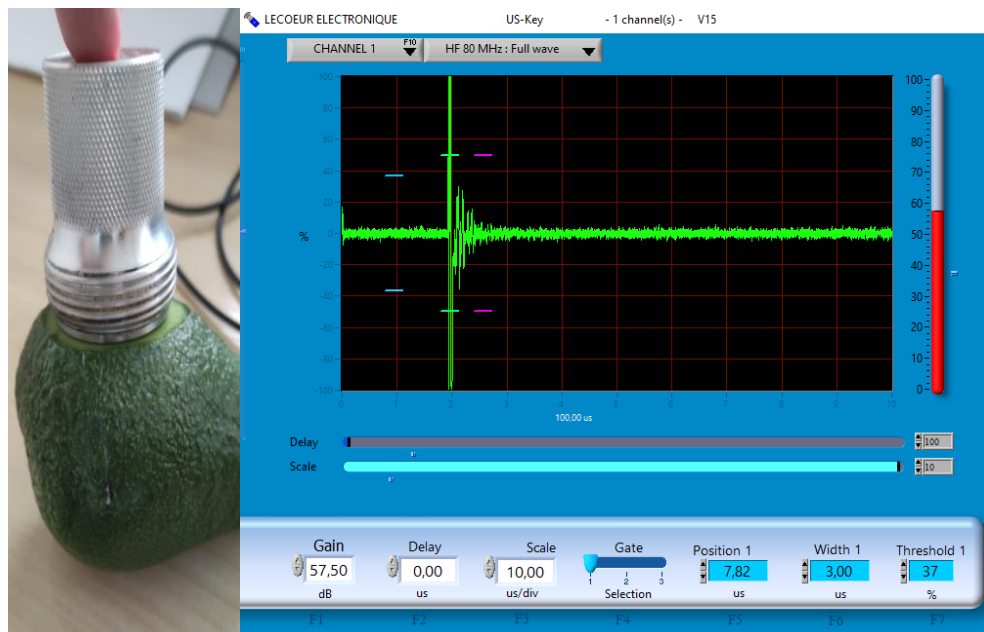 LECOEUR ELECTRONIQUE US-Key - 1 channel(s) - V15
CHANNEL 1 F10 HF 80 MHz : Full wave
100
80
60
40
20
0
-20
-40
-60
-80
-100
%
0 1 2 3 4 5 6 7 8 9 10
100,00 us
100
90
80
70
60
50
40
30
20
10
0
Delay 100
Scale 10
Gain Delay Scale Gate Position 1 Width 1 Threshold 1
57,50 0,00 10,00 1 2 3 7,82 3,00 37
dB us us/div Selection us us %
F1 F2 F3 F4 F5 F6 F7